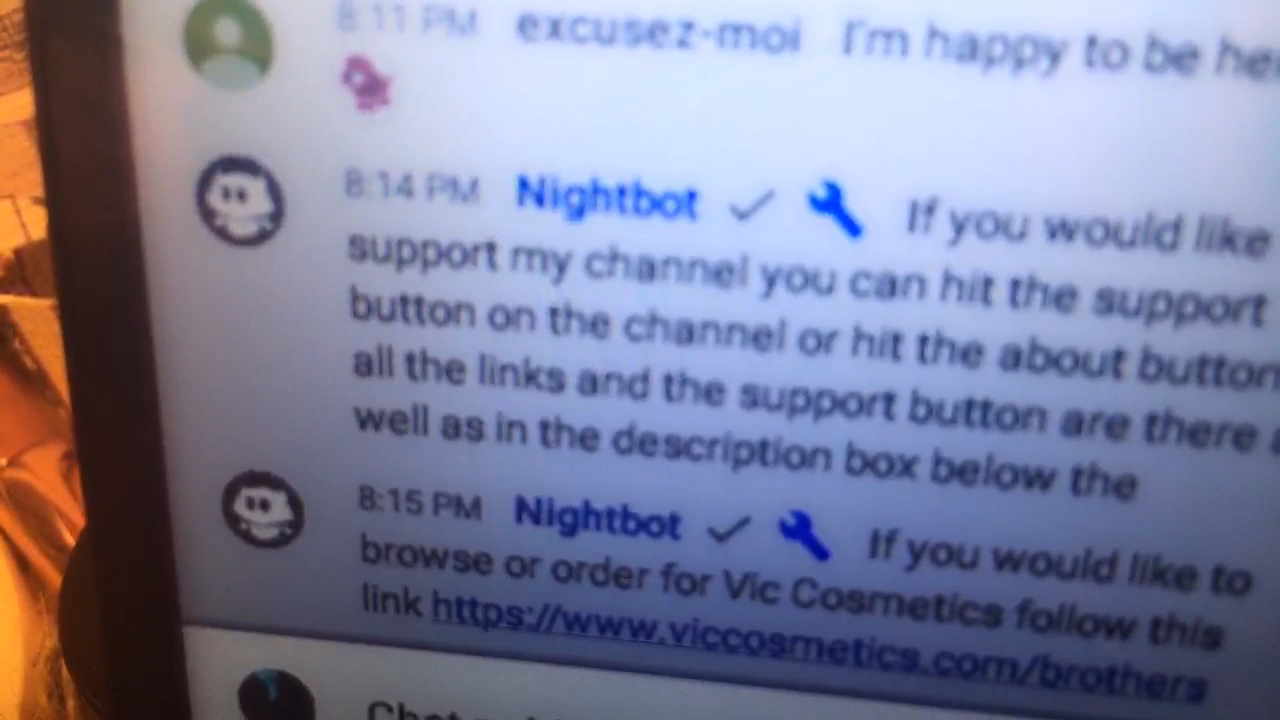 8:11 PM excusez-moi I'm happy to be
8:14 PM Nightbot If you would like
support my channel you can hit the support
button on the channel or hit the about button
all the links and the support button are there
well as in the description box below the
8:15 PM Nightbot If you would like to
browse or order for Vic Cosmetics follow this
link https://www.viccosmetics.com/brothers